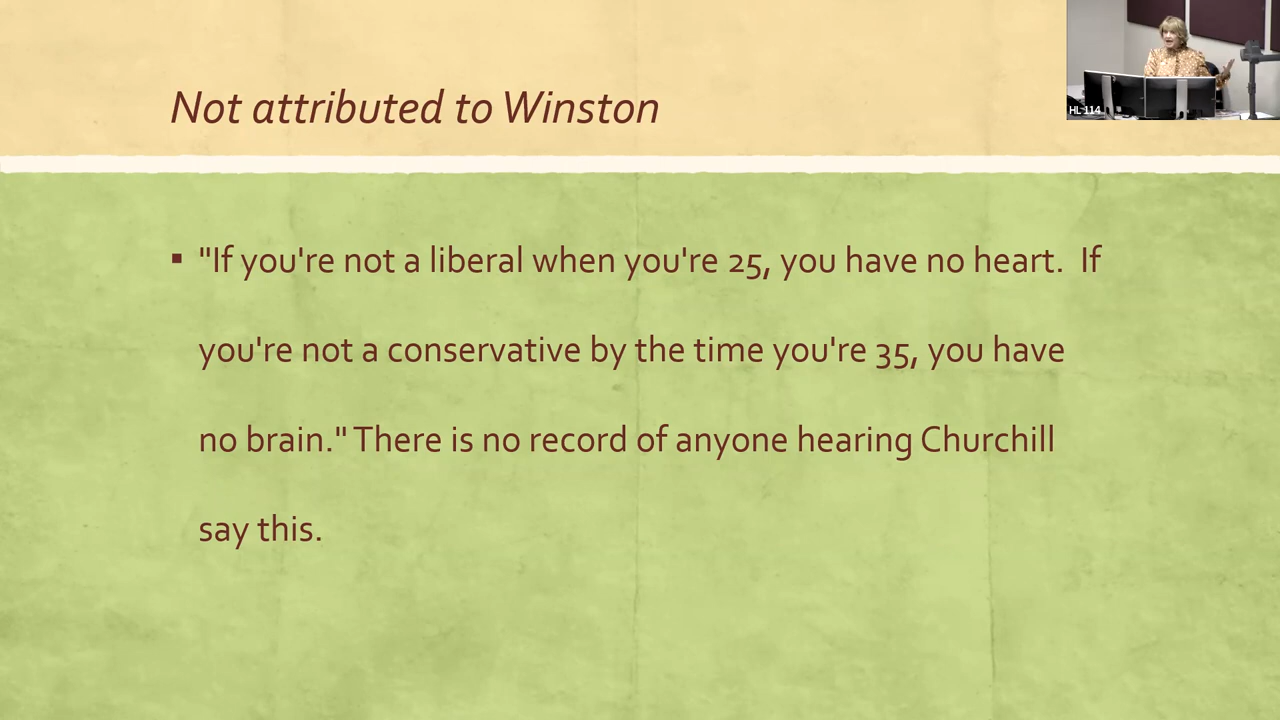 Not attributed to Winston
HL 114
▪ "If you're not a liberal when you're 25, you have no heart.  If
you're not a conservative by the time you're 35, you have
no brain." There is no record of anyone hearing Churchill
say this.